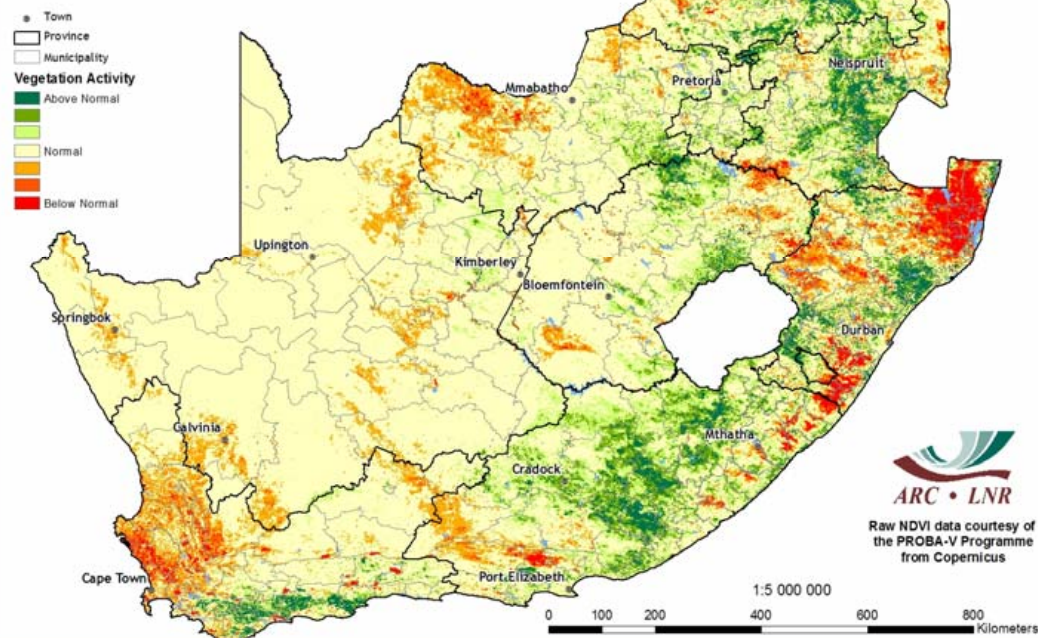 Town
Province
Municipality
Vegetation Activity
Above Normal
Normal
Below Normal
Mmabatho
Pretoria
Nelspruit
Upington
Kimberley
Bloemfontein
Springbok
Durban
Calvinia
Mthatha
Cradock
Cape Town
Port Elizabeth
ARC • LNR
Raw NDVI data courtesy of
the PROBA-V Programme
from Copernicus
1:5 000 000
0 100 200 400 600 800
Kilometers